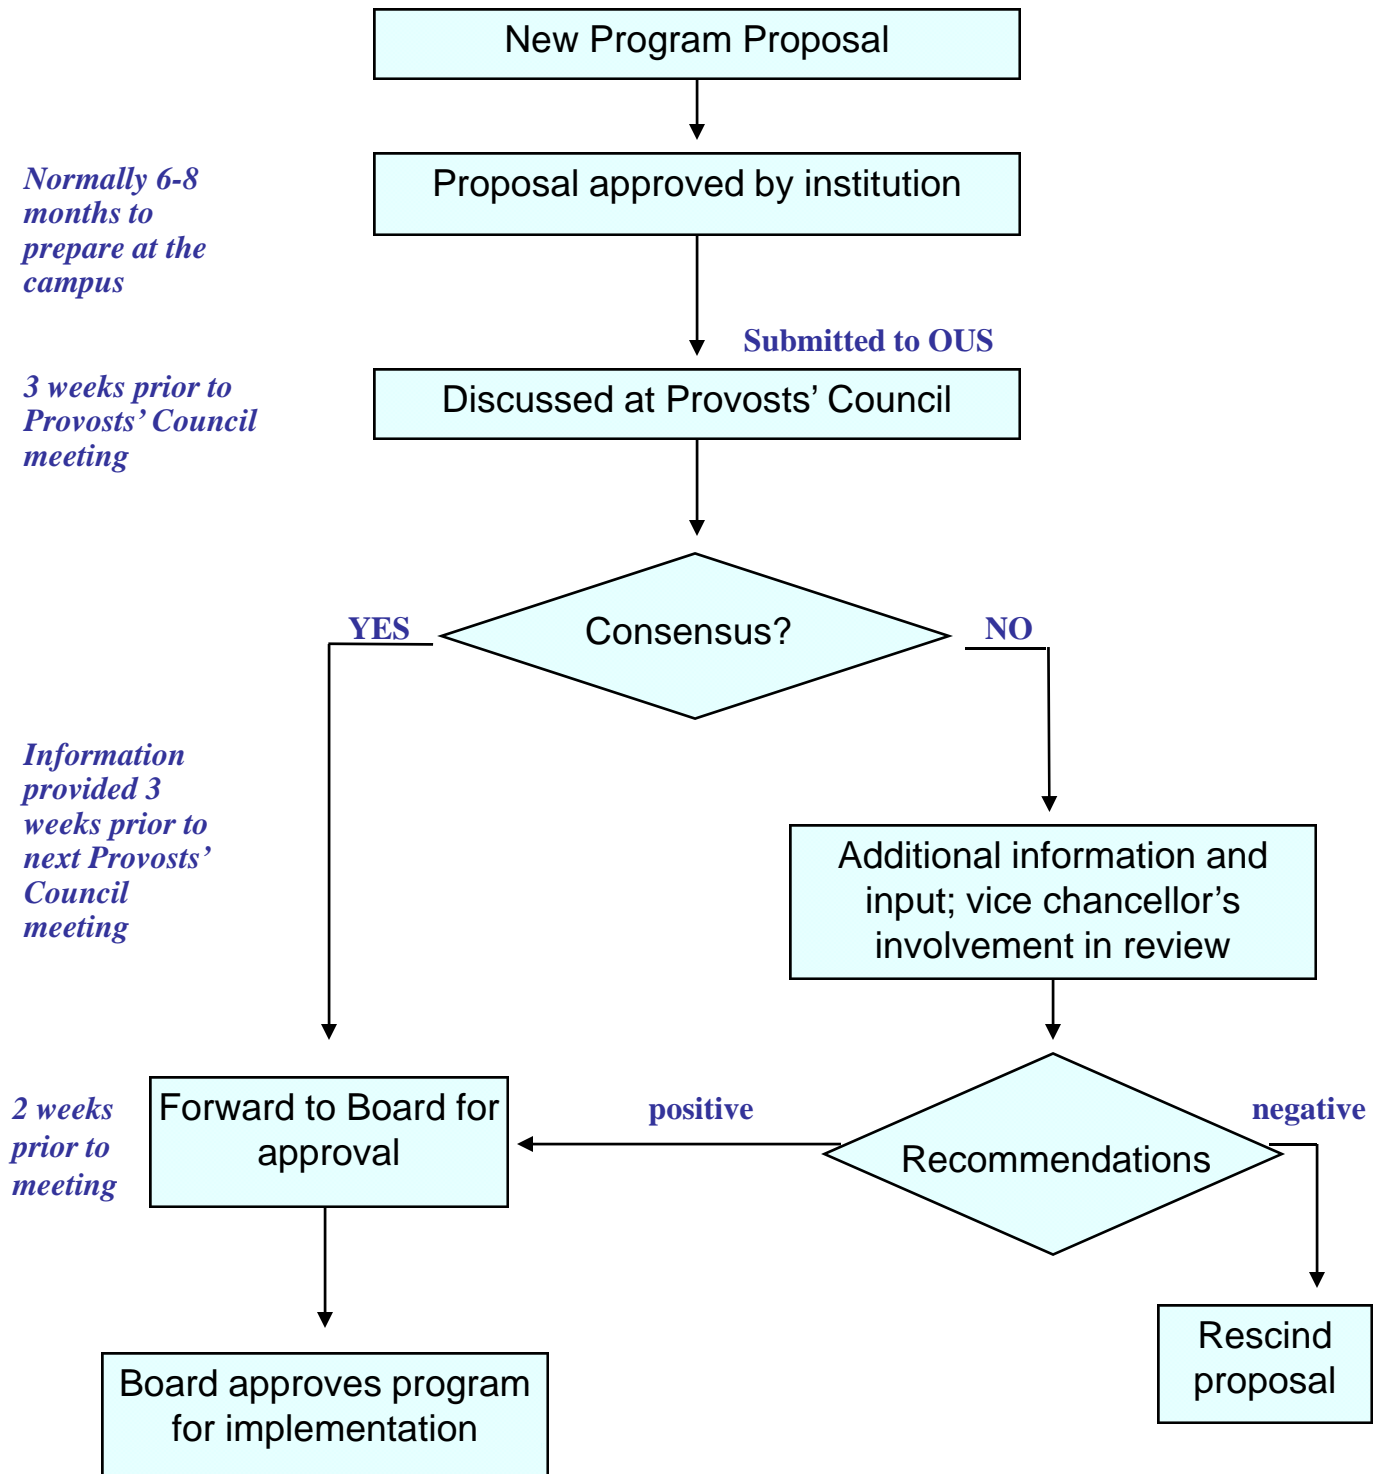 New Program Proposal
Normally 6-8
months to
prepare at the
campus
Proposal approved by institution
Submitted to OUS
3 weeks prior to
Provosts’ Council
meeting
Discussed at Provosts’ Council
Consensus?
YES
NO
Information
provided 3
weeks prior to
next Provosts’
Council
meeting
Additional information and
input; vice chancellor’s
involvement in review
2 weeks
prior to
meeting
Forward to Board for
approval
positive
Recommendations
negative
Rescind
proposal
Board approves program
for implementation